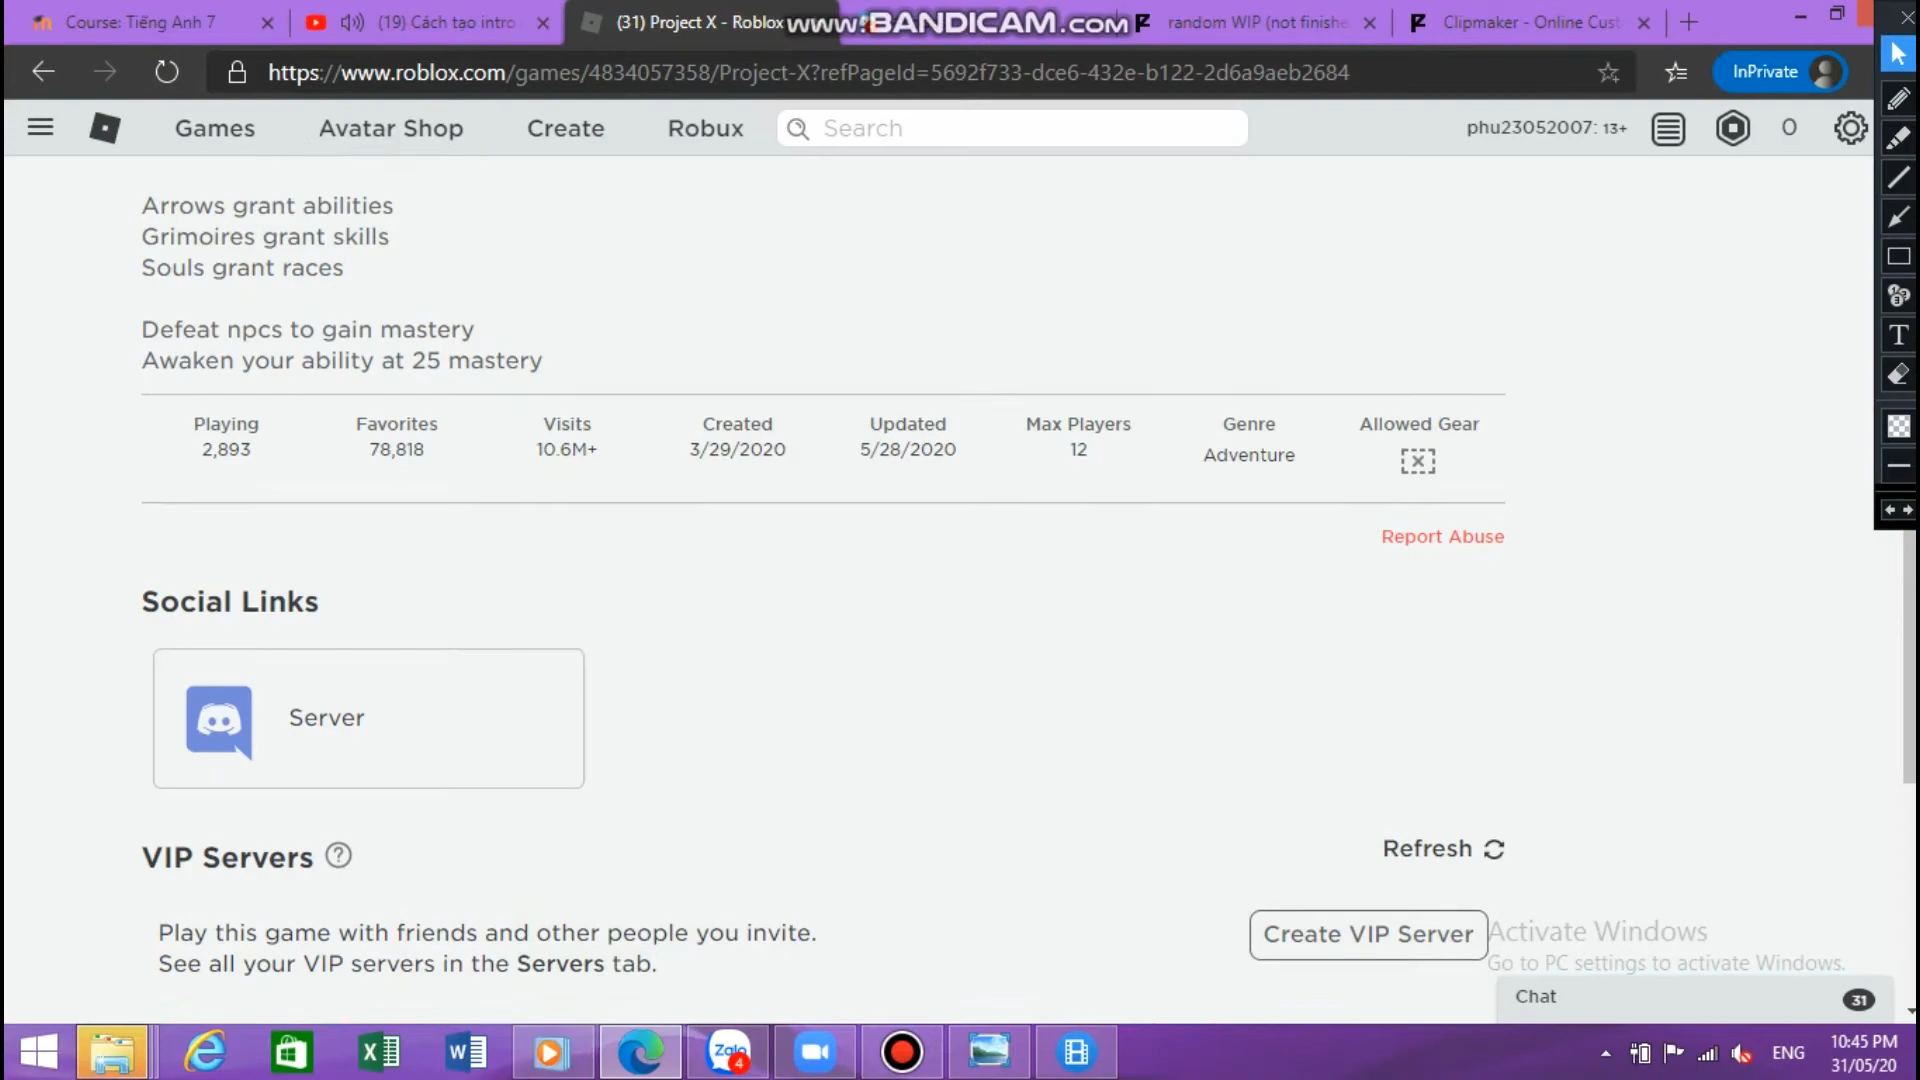 Course: Tiếng Anh 7
(19) Cách tạo intro
(31) Project X - Roblox
www.BANDICAM.com
random WIP (not finishe
Clipmaker - Online Cust
https://www.roblox.com/games/4834057358/Project-X?refPageId=5692f733-dce6-432e-b122-2d6a9aeb2684
InPrivate
Games
Avatar Shop
Create
Robux
Search
phu23052007: 13+
0
Arrows grant abilities
Grimoires grant skills
Souls grant races
Defeat npcs to gain mastery
Awaken your ability at 25 mastery
Playing Favorites Visits Created Updated Max Players Genre Allowed Gear
2,893 78,818 10.6M+ 3/29/2020 5/28/2020 12 Adventure
Report Abuse
Social Links
Server
VIP Servers
Refresh
Play this game with friends and other people you invite.
See all your VIP servers in the Servers tab.
Create VIP Server
Activate Windows
Go to PC settings to activate Windows.
Chat
31
Zalo
4
ENG
10:45 PM
31/05/20